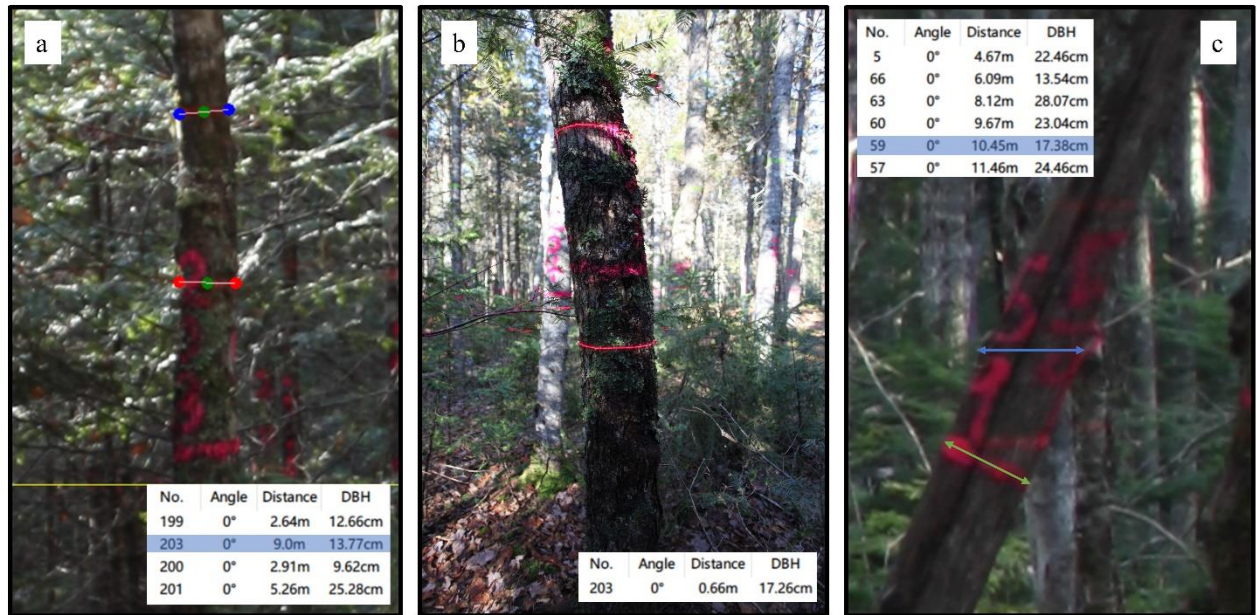 a
No. Angle Distance DBH
199 0° 2.64m 12.66cm
203 0° 9.0m 13.77cm
200 0° 2.91m 9.62cm
201 0° 5.26m 25.28cm
b
No. Angle Distance DBH
203 0° 0.66m 17.26cm
No. Angle Distance DBH
5 0° 4.67m 22.46cm
66 0° 6.09m 13.54cm
63 0° 8.12m 28.07cm
60 0° 9.67m 23.04cm
59 0° 10.45m 17.38cm
57 0° 11.46m 24.46cm
c